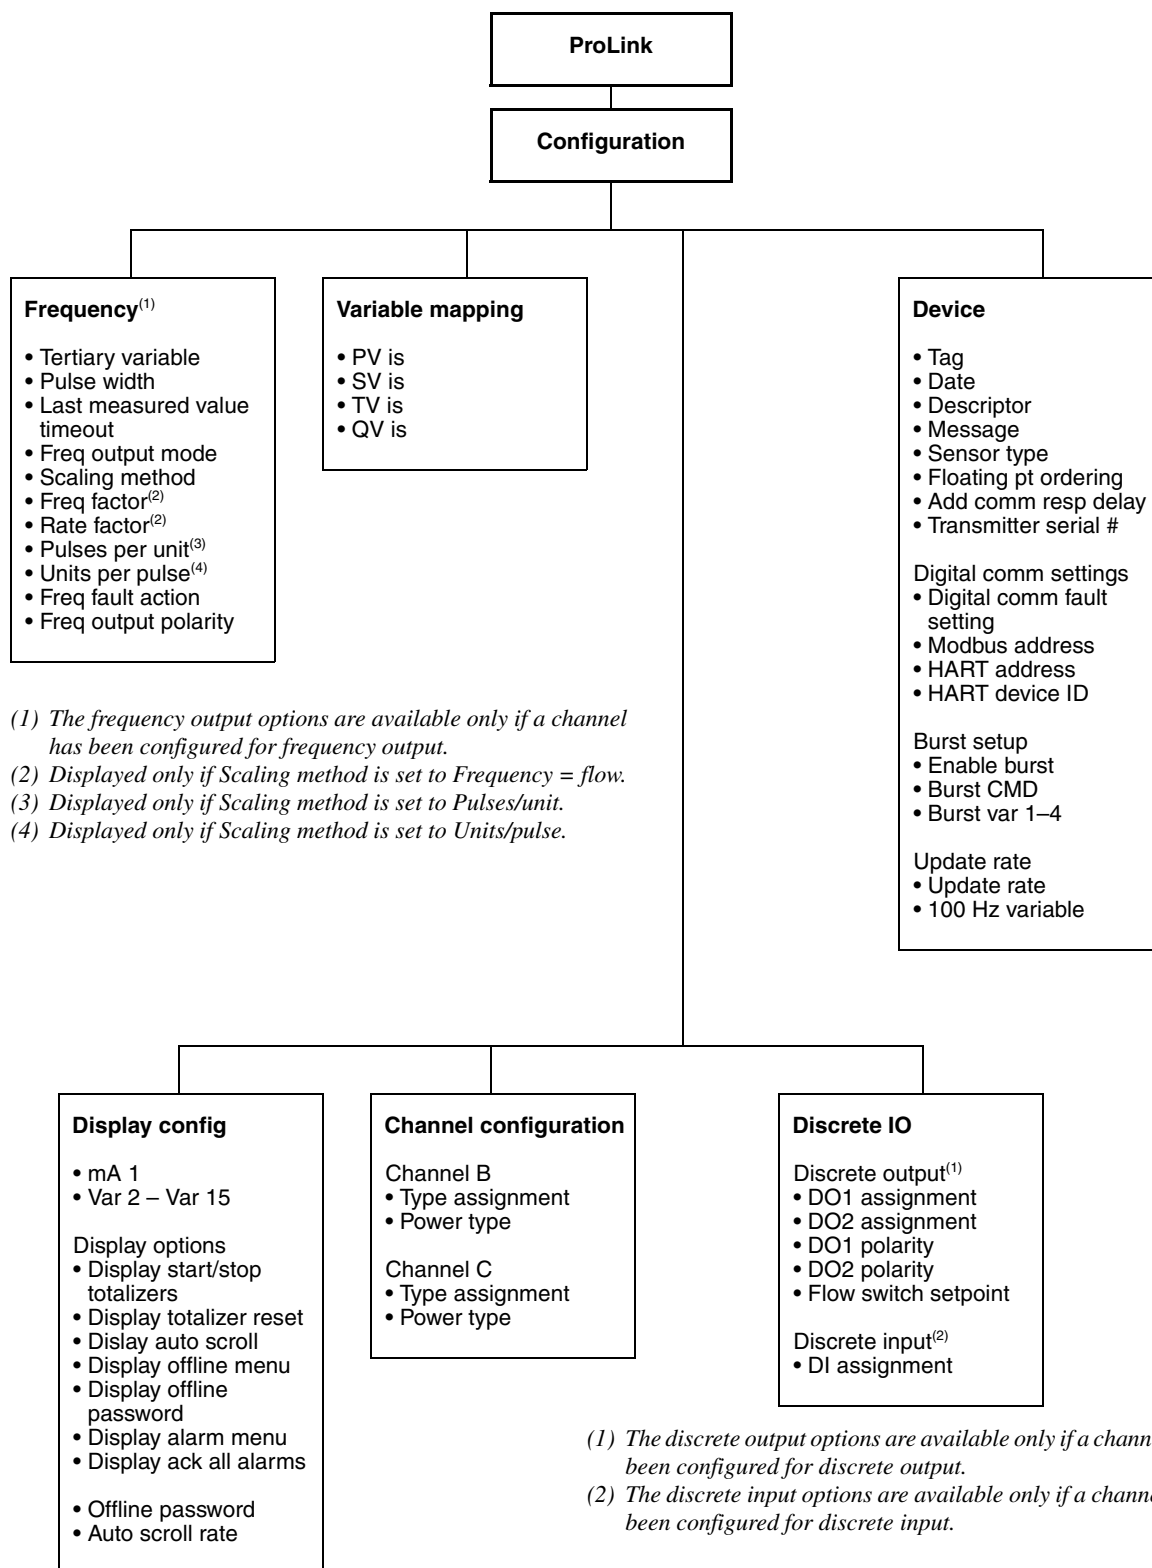 ProLink
Configuration
Frequency(1)
• Tertiary variable
• Pulse width
• Last measured value
timeout
• Freq output mode
• Scaling method
• Freq factor(2)
• Rate factor(2)
• Pulses per unit(3)
• Units per pulse(4)
• Freq fault action
• Freq output polarity
Variable mapping
• PV is
• SV is
• TV is
• QV is
Device
• Tag
• Date
• Descriptor
• Message
• Sensor type
• Floating pt ordering
• Add comm resp delay
• Transmitter serial #
Digital comm settings
• Digital comm fault
setting
• Modbus address
• HART address
• HART device ID
Burst setup
• Enable burst
• Burst CMD
• Burst var 1–4
Update rate
• Update rate
• 100 Hz variable
(1) The frequency output options are available only if a channel
has been configured for frequency output.
(2) Displayed only if Scaling method is set to Frequency = flow.
(3) Displayed only if Scaling method is set to Pulses/unit.
(4) Displayed only if Scaling method is set to Units/pulse.
Display config
• mA 1
• Var 2 – Var 15
Display options
• Display start/stop
totalizers
• Display totalizer reset
• Dislay auto scroll
• Display offline menu
• Display offline
password
• Display alarm menu
• Display ack all alarms
• Offline password
• Auto scroll rate
Channel configuration
Channel B
• Type assignment
• Power type
Channel C
• Type assignment
• Power type
Discrete IO
Discrete output(1)
• DO1 assignment
• DO2 assignment
• DO1 polarity
• DO2 polarity
• Flow switch setpoint
Discrete input(2)
• DI assignment
(1) The discrete output options are available only if a
been configured for discrete output.
(2) The discrete input options are available only if a
been configured for discrete input.